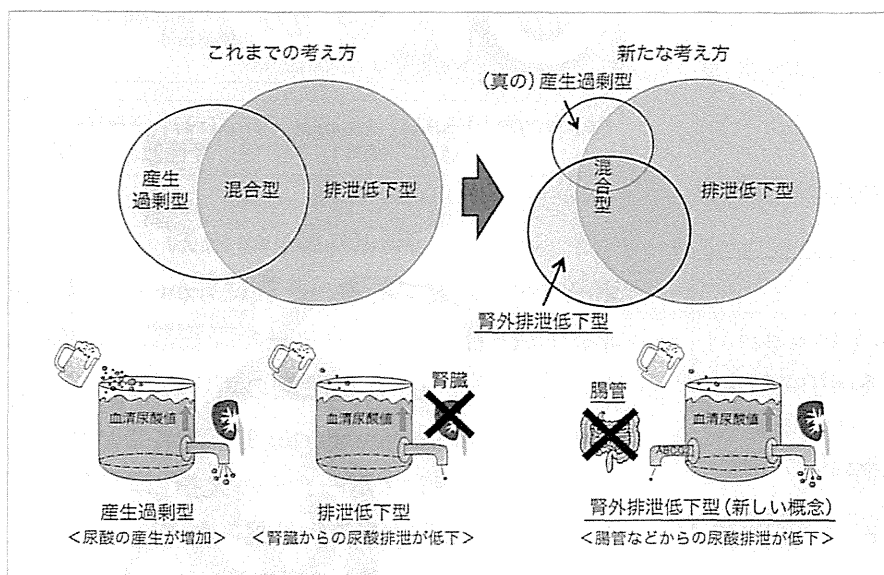 これまでの考え方
新たな考え方
(真の)産生過剰型
産生
過剰型
混合型
排泄低下型
混合型
排泄低下型
腎外排泄低下型
血清尿酸値
血清尿酸値
腎臓
腸管
ABCG2
血清尿酸値
産生過剰型
<尿酸の産生が増加>
排泄低下型
<腎臓からの尿酸排泄が低下>
腎外排泄低下型(新しい概念)
<腸管などからの尿酸排泄が低下>